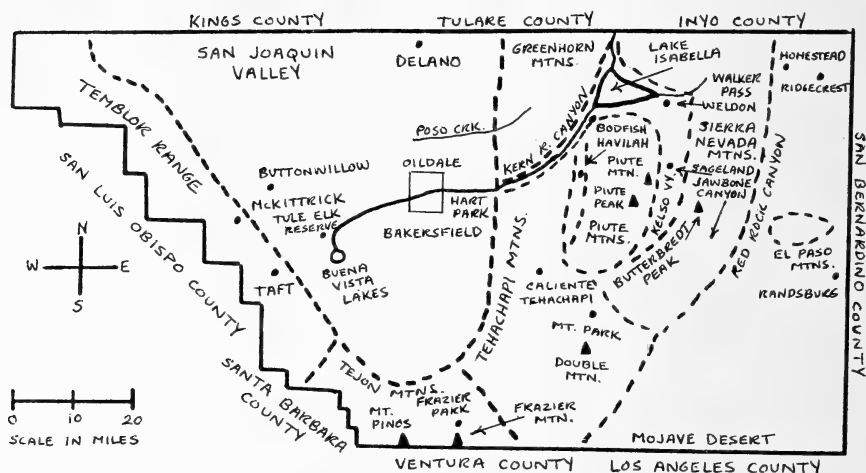 KINGS COUNTY
TULARE COUNTY
INYO COUNTY
SAN JOAQUIN
VALLEY
DELANO
GREENHORN
MTNS.
LAKE
ISABELLA
HOMESTEAD
RIDGECREST
WALKER
PASS
WELDON
TEMBLOR RANGE
POSO CRK.
KERN R. CANYON
BODFISH
HAVILAH
PIUTE
MTN.
PIUTE
PEAK
PIUTE
MTNS.
KELSO VY.
SIERRA
NEVADA
MTNS.
SAGELAND
JAWBONE
CANYON
RED ROCK CANYON
SAN BERNARDINO COUNTY
SAN LUIS OBISPO COUNTY
BUTTONWILLOW
OILDALE
MCKITTRICK
TULE ELK
RESERVE
HART
PARK
BAKERSFIELD
BUTTERBREDT
PEAK
EL PASO
MTNS.
RANDSBURG
N
W
E
S
TAFT
BUENA
VISTA
LAKES
TEHACHAPI MTNS.
CALIENTE
TEHACHAPI
MT. PARK
DOUBLE
MTN.
SANTA BARBARA
COUNTY
TEJON MTNS.
MT.
PINOS
FRAZIER
PARK
FRAZIER
MTN.
0 10 20
SCALE IN MILES
MOJAVE DESERT
VENTURA COUNTY
LOS ANGELES COUNTY